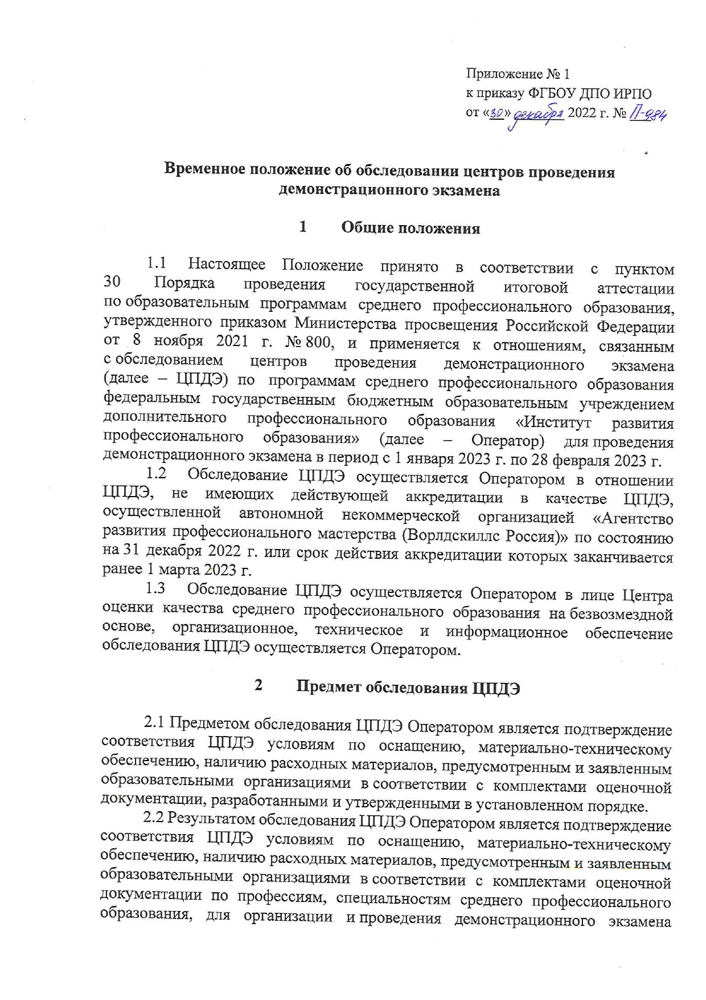 Приложение № 1
к приказу ФГБОУ ДПО ИРПО
от «30» декабря 2022 г. № П-984
Временное положение об обследовании центров проведения
демонстрационного экзамена
1 Общие положения
1.1 Настоящее Положение принято в соответствии с пунктом
30 Порядка проведения государственной итоговой аттестации
по образовательным программам среднего профессионального образования,
утвержденного приказом Министерства просвещения Российской Федерации
от 8 ноября 2021 г. № 800, и применяется к отношениям, связанным
с обследованием центров проведения демонстрационного экзамена
(далее – ЦПДЭ) по программам среднего профессионального образования
федеральным государственным бюджетным образовательным учреждением
дополнительного профессионального образования «Институт развития
профессионального образования» (далее – Оператор) для проведения
демонстрационного экзамена в период с 1 января 2023 г. по 28 февраля 2023 г.
1.2 Обследование ЦПДЭ осуществляется Оператором в отношении
ЦПДЭ, не имеющих действующей аккредитации в качестве ЦПДЭ,
осуществленной автономной некоммерческой организацией «Агентство
развития профессионального мастерства (Ворлдскиллс Россия)» по состоянию
на 31 декабря 2022 г. или срок действия аккредитации которых заканчивается
ранее 1 марта 2023 г.
1.3 Обследование ЦПДЭ осуществляется Оператором в лице Центра
оценки качества среднего профессионального образования на безвозмездной
основе, организационное, техническое и информационное обеспечение
обследования ЦПДЭ осуществляется Оператором.
2 Предмет обследования ЦПДЭ
2.1 Предметом обследования ЦПДЭ Оператором является подтверждение
соответствия ЦПДЭ условиям по оснащению, материально-техническому
обеспечению, наличию расходных материалов, предусмотренным и заявленным
образовательными организациями в соответствии с комплектами оценочной
документации, разработанными и утвержденными в установленном порядке.
2.2 Результатом обследования ЦПДЭ Оператором является подтверждение
соответствия ЦПДЭ условиям по оснащению, материально-техническому
обеспечению, наличию расходных материалов, предусмотренным и заявленным
образовательными организациями в соответствии с комплектами оценочной
документации по профессиям, специальностям среднего профессионального
образования, для организации и проведения демонстрационного экзамена